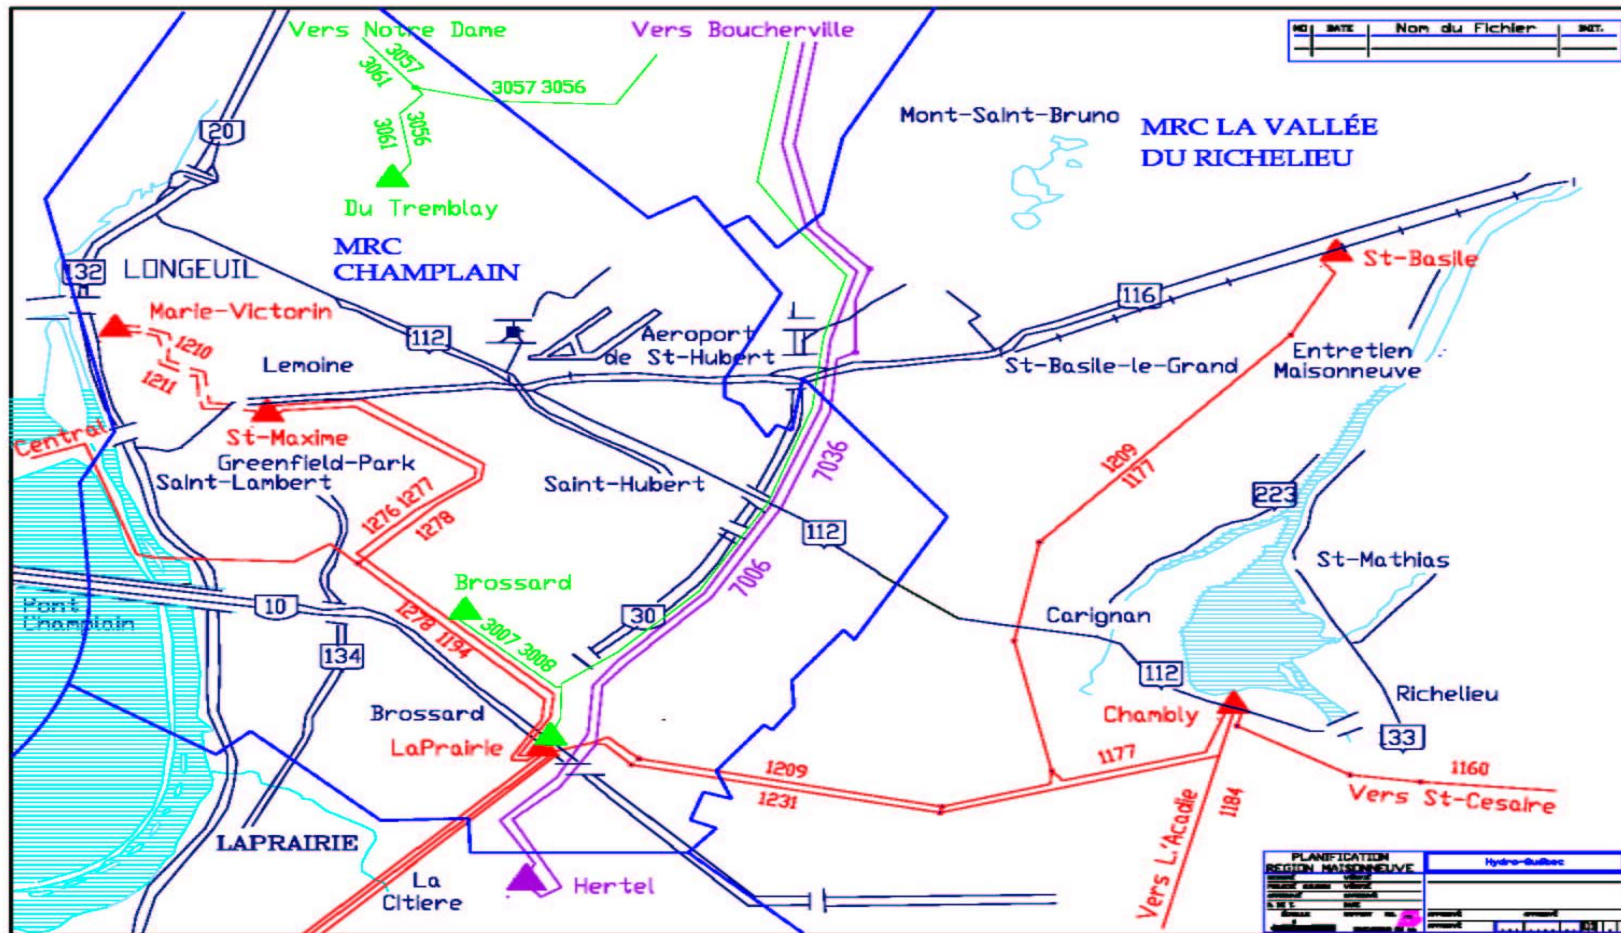 Vers Notre Dame
Vers Boucherville
NO DATE Nom du Fichier INIT.
3057
3061
3057 3056
3056
3061
20
Mont-Saint-Bruno
MRC LA VALLÉE
DU RICHELIEU
Du Tremblay
MRC
CHAMPLAIN
132
LONGEUIL
St-Basile
116
Marie-Victorin
1210
1211
112
Lemoine
Aeroport
de St-Hubert
St-Basile-le-Grand
Entretien
Maisonneuve
Central
St-Maxime
Greenfield-Park
Saint-Lambert
Saint-Hubert
7036
1209
1177
223
1276 1277
1278
112
St-Mathias
Brossard
7006
10
Pont
Champlain
1278 1194
3007 3008
30
Carignan
134
112
Richelieu
Brossard
LaPrairie
Chambly
133
1209
1231
1177
1160
Vers St-Cesaire
1184
Vers L'Acadie
LAPRAIRIE
La
Citiere
Hertel
PLANIFICATION
REGION MAISONNEUVE
Hydro-Québec